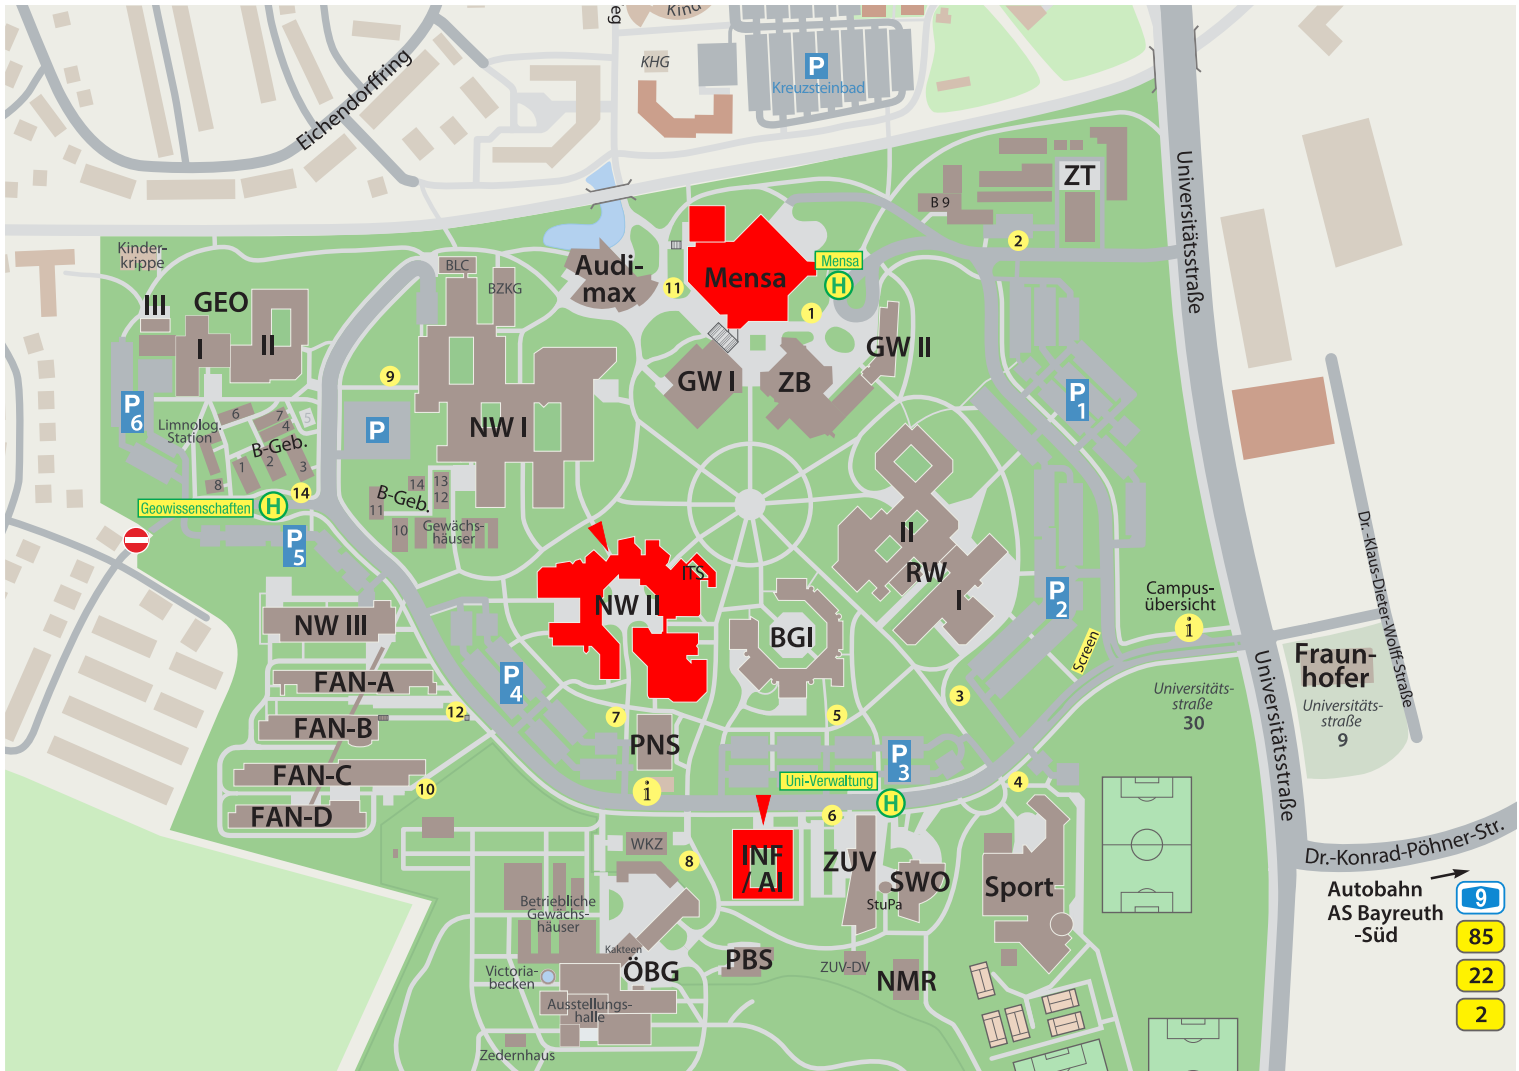 eg
Kind
KHG
P
Kreuzsteinbad
Eichendorffring
Universitätsstraße
ZT
B 9
2
Kinder-
krippe
BLC
BZKG
Audi-
max
11
Mensa
Mensa
H
1
III
GEO
I
II
GW II
GW I
ZB
9
P
6
P
NW I
P
1
6
7
4
5
Limnolog.
Station
B-Geb.
1
2
3
8
14
Geowissenschaften
H
14
13
12
B-Geb.
11
10
Gewächs-
häuser
P
5
II
RW
I
ITS
NW II
BGI
P
2
Campus-
übersicht
i
Screen
Dr.-Klaus-Dieter-Wolff-Straße
NW III
FAN-A
FAN-B
FAN-C
FAN-D
P
4
12
10
7
5
3
PNS
i
Uni-Verwaltung
P
3
H
4
6
Universitäts-
straße
30
Fraun-
hofer
Universitäts-
straße
9
Universitätsstraße
WKZ
8
INF
/ AI
ZUV
SWO
StuPa
Sport
Dr.-Konrad-Pöhner-Str.
Autobahn
AS Bayreuth
-Süd
9
85
22
2
Betriebliche
Gewächs-
häuser
Kakteen
ÖBG
PBS
ZUV-DV
NMR
Victoria-
becken
Ausstellungs-
halle
Zedernhaus